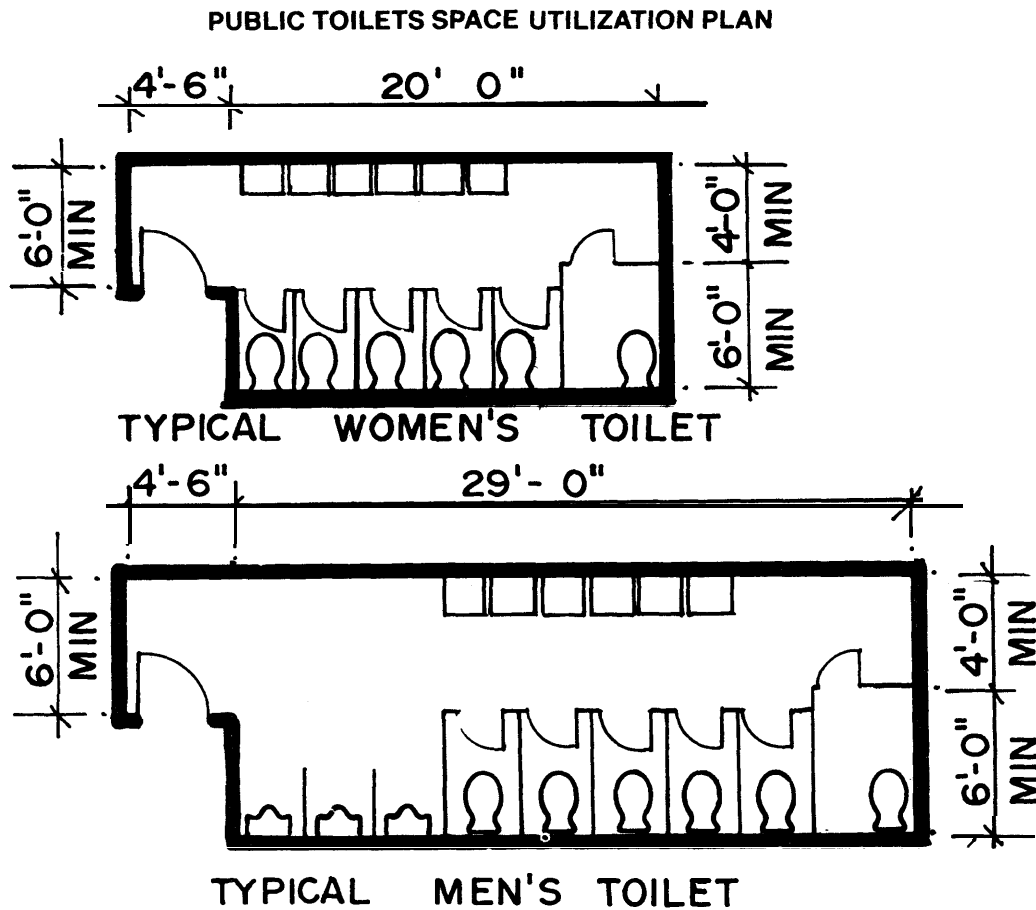 PUBLIC TOILETS SPACE UTILIZATION PLAN
4'-6" 20' 0"
6'-0" MIN
4'-0" MIN
6'-0" MIN
TYPICAL WOMEN'S TOILET
4'-6" 29'- 0"
6'-0" MIN
4'-0" MIN
6'-0" MIN
TYPICAL MEN'S TOILET